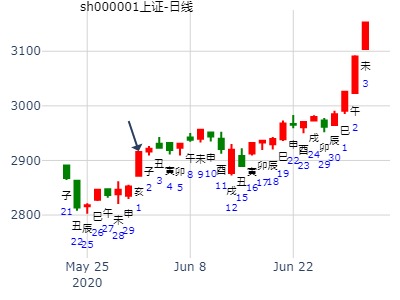 sh000001上证-日线
3100
3000
2900
2800
子
21
丑
22
辰
25
巳
26
午
27
未
28
申
29
亥
1
子
2
丑
3
寅
4
卯
5
午
8
未
9
申
10
酉
11
戌
12
丑
15
寅
16
卯
17
辰
18
巳
19
申
22
酉
23
戌
24
卯
29
辰
30
巳
1
午
2
未
3
May 25
2020
Jun 8
Jun 22